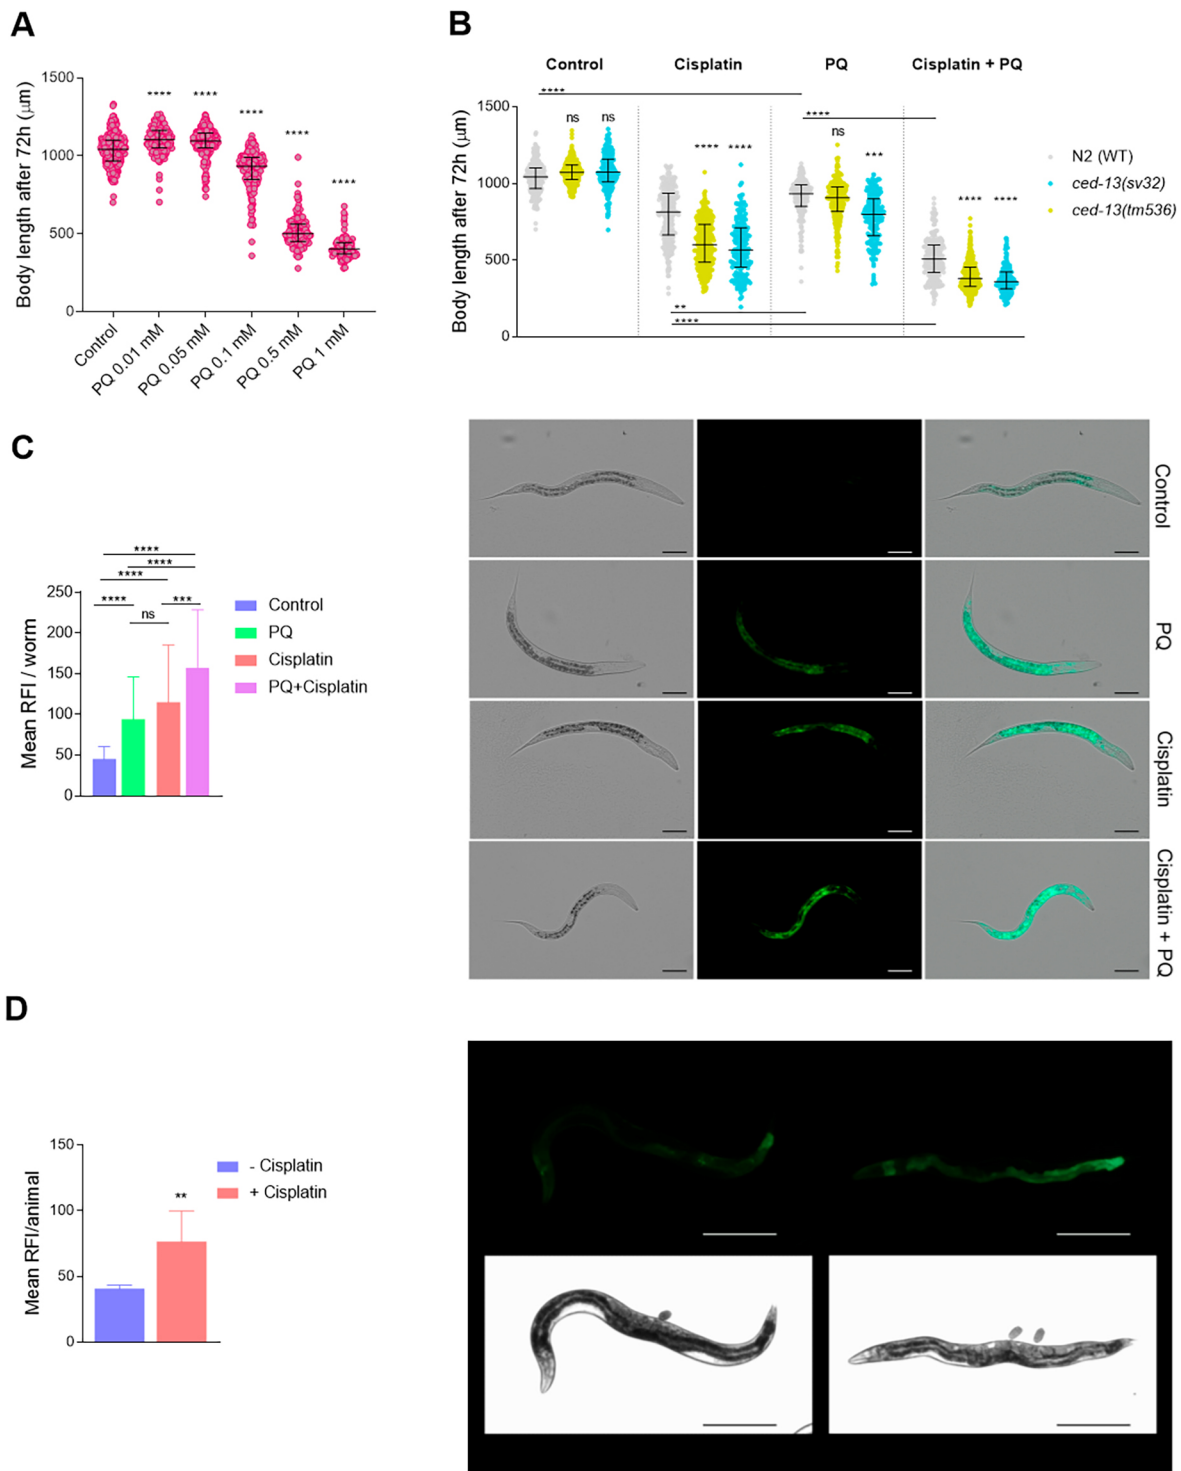 A
Body length after 72h (µm)
1500
1000
500
0
****
****
****
****
****
Control
PQ 0.01 mM
PQ 0.05 mM
PQ 0.1 mM
PQ 0.5 mM
PQ 1 mM
B
Control
Cisplatin
PQ
Cisplatin + PQ
Body length after 72h (µm)
1500
1000
500
0
****
ns
ns
****
****
****
ns
***
****
****
**
****
N2 (WT)
ced-13(sv32)
ced-13(tm536)
C
Mean RFI / worm
250
200
150
100
50
0
****
****
****
****
ns
***
Control
PQ
Cisplatin
PQ+Cisplatin
Control
PQ
Cisplatin
Cisplatin + PQ
D
Mean RFI/animal
150
100
50
0
**
- Cisplatin
+ Cisplatin